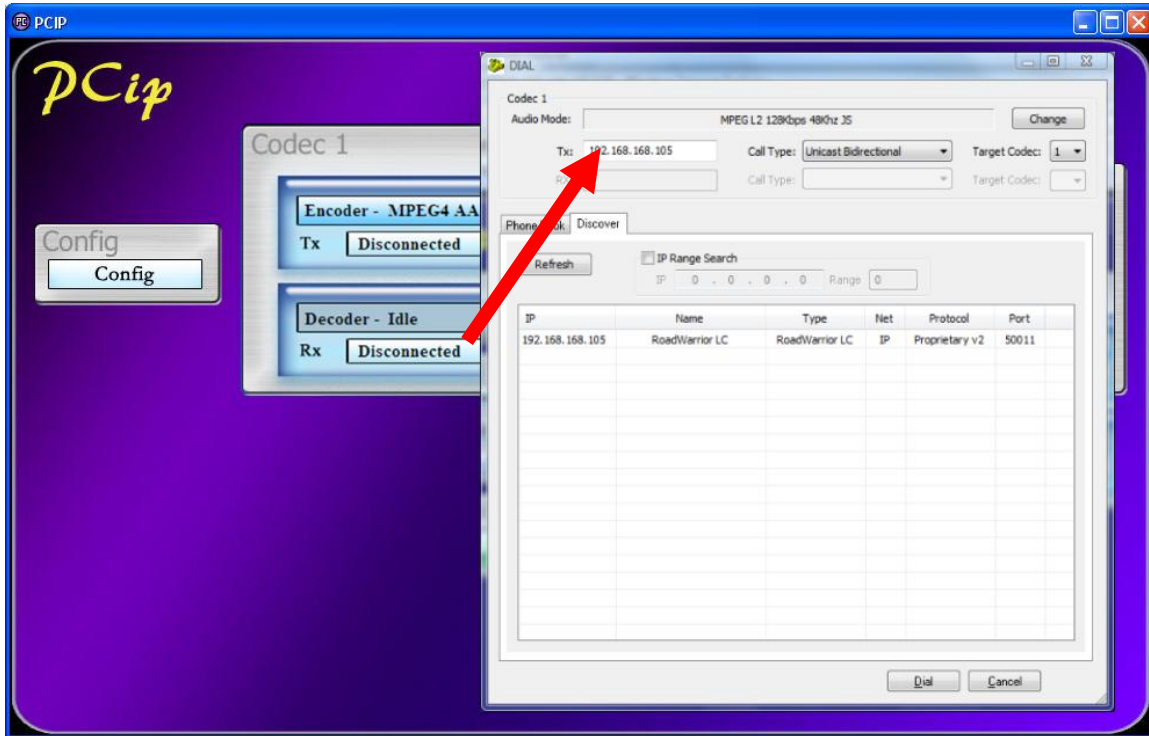 PCIP
PCip
Config
Config
Codec 1
Encoder - MPEG4 AA
Tx Disconnected
Decoder - Idle
Rx Disconnected
DIAL
Codec 1
Audio Mode: MPEG L2 128Kbps 48Khz JS Change
Tx: 192.168.168.105 Call Type: Unicast Bidirectional Target Codec: 1
Call Type: Target Codec:
Phone Discover
Refresh IP Range Search
IP 0 . 0 . 0 . 0 Range 0
IP Name Type Net Protocol Port
192.168.168.105 RoadWarrior LC RoadWarrior LC IP Proprietary v2 50011
Dial Cancel